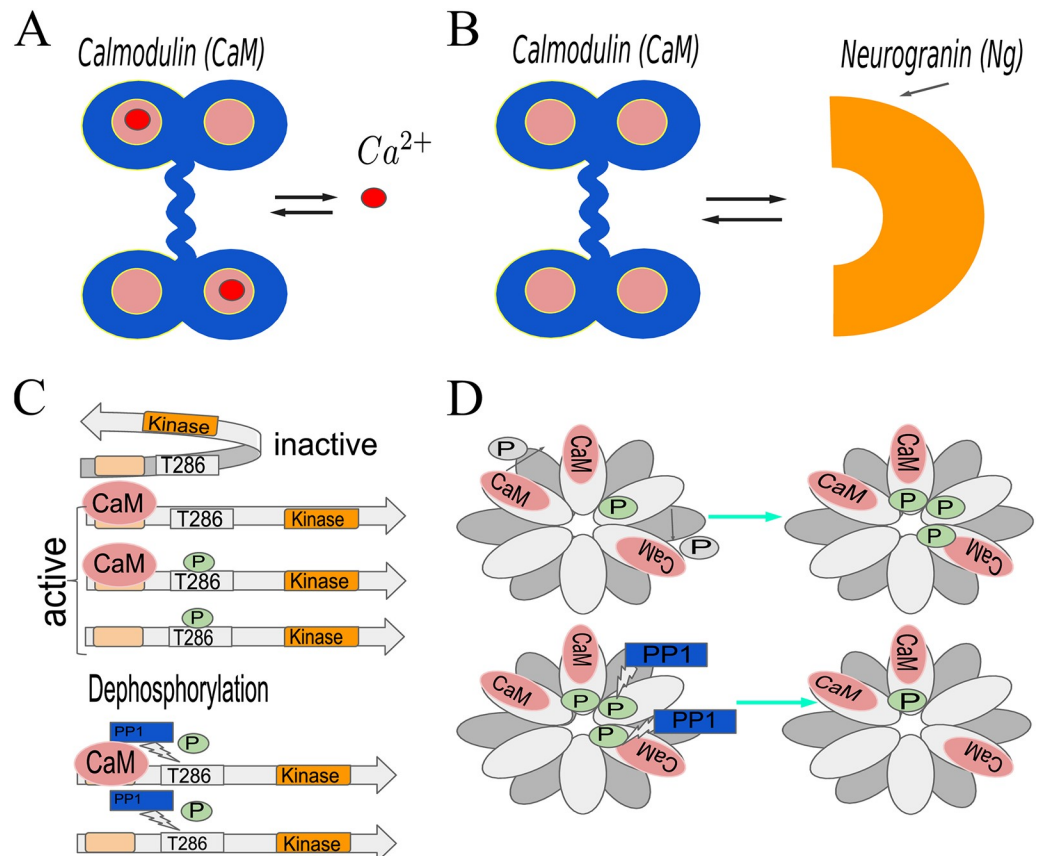 A
Calmodulin (CaM)
Ca²⁺
B
Calmodulin (CaM)
Neurogranin (Ng)
C
Kinase
T286
inactive
CaM
T286
Kinase
active
CaM
P
T286
Kinase
P
T286
Kinase
Dephosphorylation
PP1
P
CaM
T286
Kinase
PP1
P
T286
Kinase
D
P
CaM
CaM
P
CaM
P
CaM
CaM
P
P
P
CaM
CaM
PP1
CaM
P
P
PP1
P
CaM
CaM
CaM
P
CaM